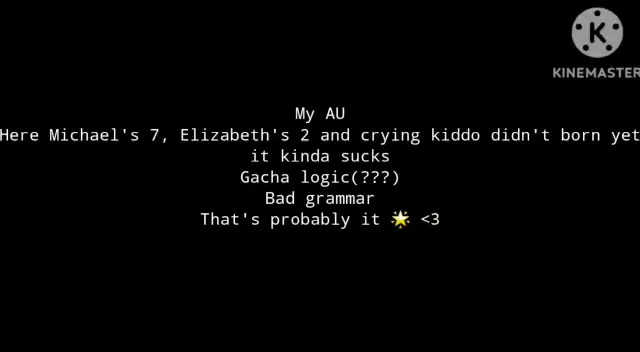 K
KINEMASTER
My AU
Here Michael's 7, Elizabeth's 2 and crying kiddo didn't born yet
it kinda sucks
Gacha logic(???)
Bad grammar
That's probably it 🌟 <3